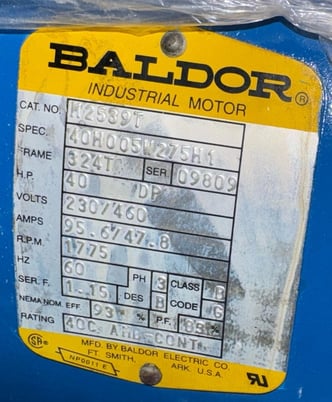 BALDOR ®
INDUSTRIAL MOTOR
CAT. NO. M2539T
SPEC. 40H005W275H1
FRAME 324T SER. 09809
H.P. 40 /DP
VOLTS 230/460
AMPS 95.6/47.8
R.P.M. 1775
HZ 60 PH 3 CLASS B
SER. F. 1.15 DES B CODE G
NEMA NOM. EFF 93 % P.F. 85 %
RATING 40C AMB-CONT
MFD. BY BALDOR ELECTRIC CO.
FT. SMITH, ARK. U.S.A.
NP0011 E